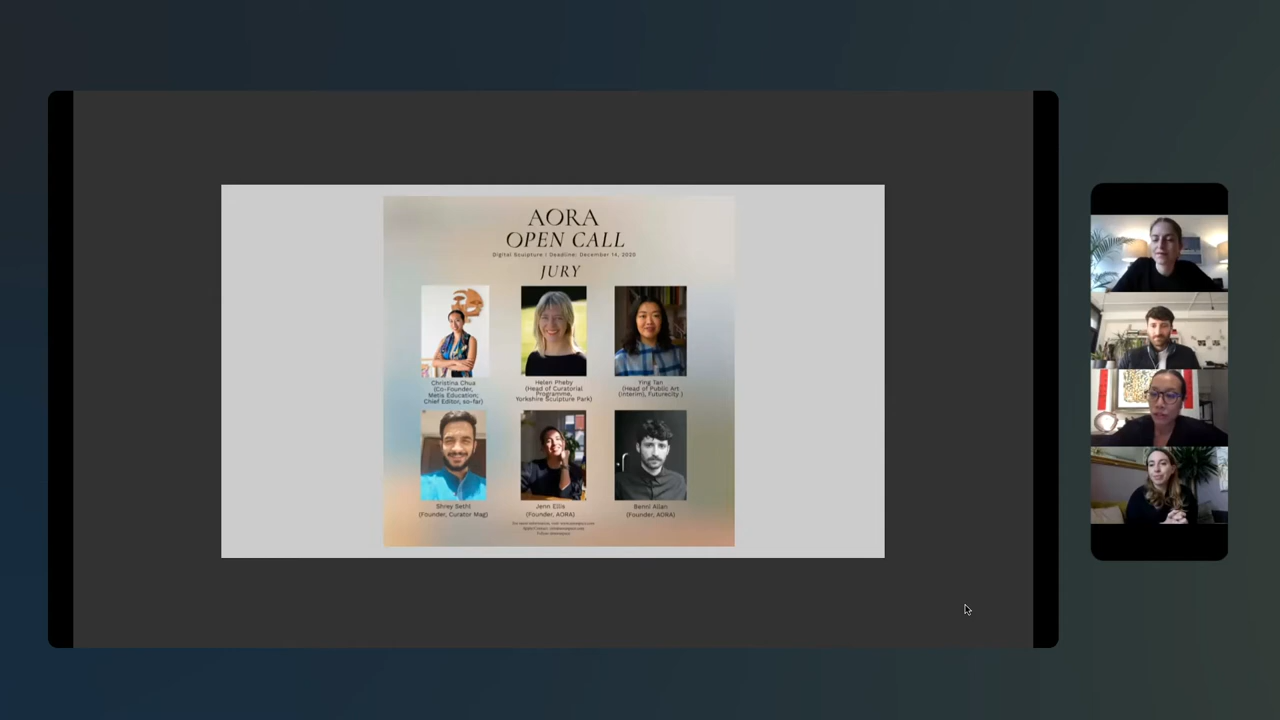 AORA
OPEN CALL
Digital Sculpture | Deadline: December 14, 2020
JURY
Christina Chua
(Co-Founder,
Metis Education;
Chief Editor, so-far)
Helen Pheby
(Head of Curatorial
Programme,
Yorkshire Sculpture Park)
Ying Tan
(Head of Public Art
(interim), Futurecity )
Shrey Sethi
(Founder, Curator Mag)
Jenn Ellis
(Founder, AORA)
Benni Allan
(Founder, AORA)